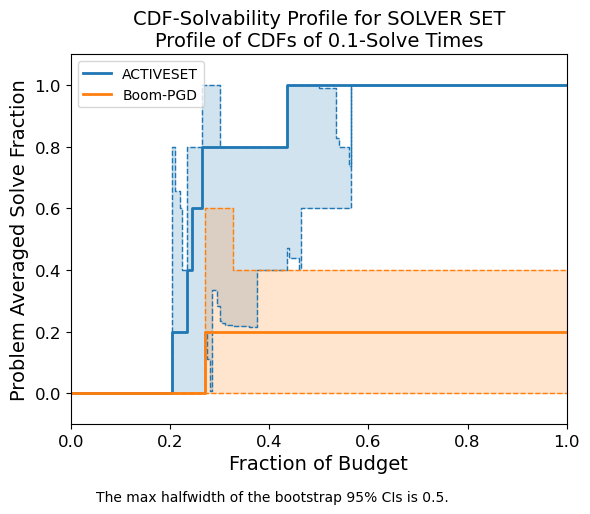 CDF-Solvability Profile for SOLVER SET
Profile of CDFs of 0.1-Solve Times
ACTIVESET
Boom-PGD
Problem Averaged Solve Fraction
1.0
0.8
0.6
0.4
0.2
0.0
0.0 0.2 0.4 0.6 0.8 1.0
Fraction of Budget
The max halfwidth of the bootstrap 95% CIs is 0.5.